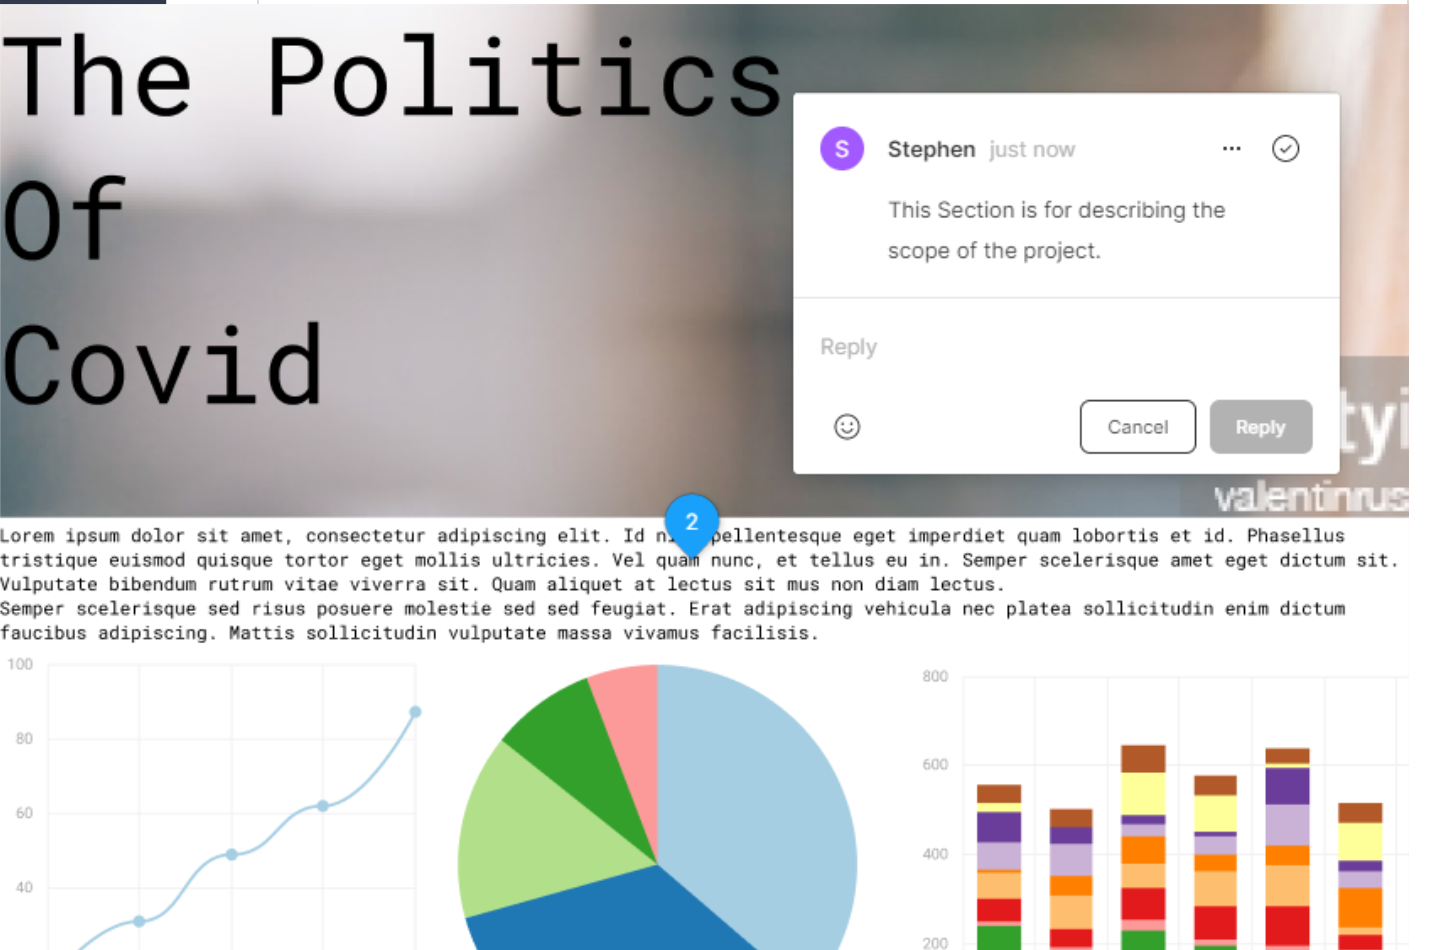 The Politics
Of
Covid
S Stephen just now ...
This Section is for describing the
scope of the project.
Reply
Cancel Reply
tyi
valentinrus
2
Lorem ipsum dolor sit amet, consectetur adipiscing elit. Id pellentesque eget imperdiet quam lobortis et id. Phasellus
tristique euismod quisque tortor eget mollis ultricies. Vel quam nunc, et tellus eu in. Semper scelerisque amet eget dictum sit.
Vulputate bibendum rutrum vitae viverra sit. Quam aliquet at lectus sit mus non diam lectus.
Semper scelerisque sed risus posuere molestie sed sed feugiat. Erat adipiscing vehicula nec platea sollicitudin enim dictum
faucibus adipiscing. Mattis sollicitudin vulputate massa vivamus facilisis.
100
80
60
40
800
600
400
200